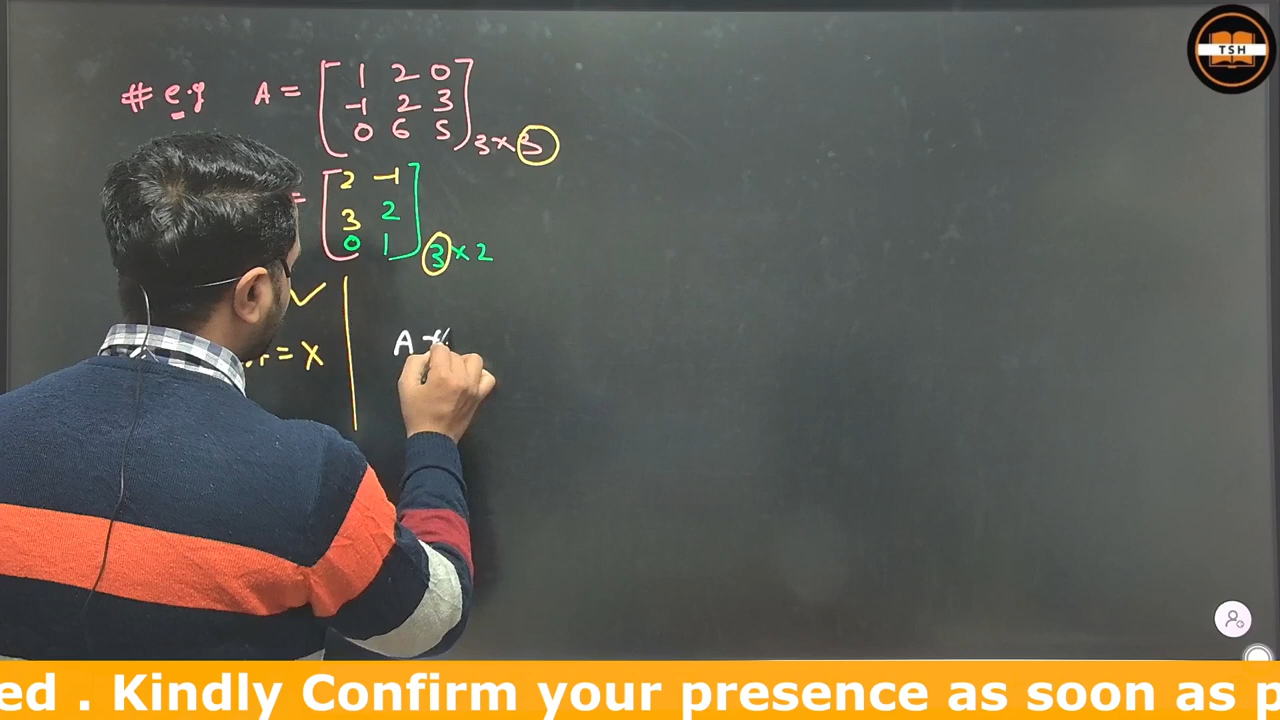 TSH
# e.g A = [ 1 2 0
-1 2 3
0 6 5 ] 3 × 3
= [ 2 -1
3 2
0 1 ] 3 × 2
✓
= X
A
ed . Kindly Confirm your presence as soon as p